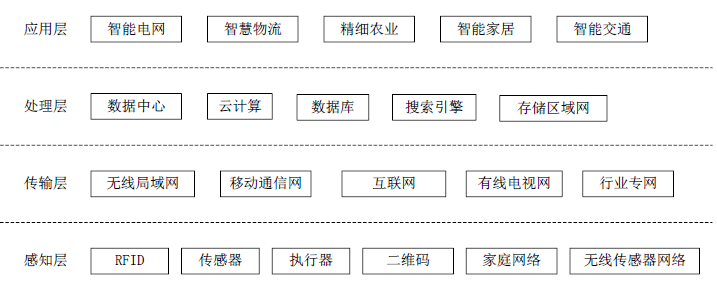 应用层 智能电网 智慧物流 精细农业 智能家居 智能交通
处理层 数据中心 云计算 数据库 搜索引擎 存储区域网
传输层 无线局域网 移动通信网 互联网 有线电视网 行业专网
感知层 RFID 传感器 执行器 二维码 家庭网络 无线传感器网络